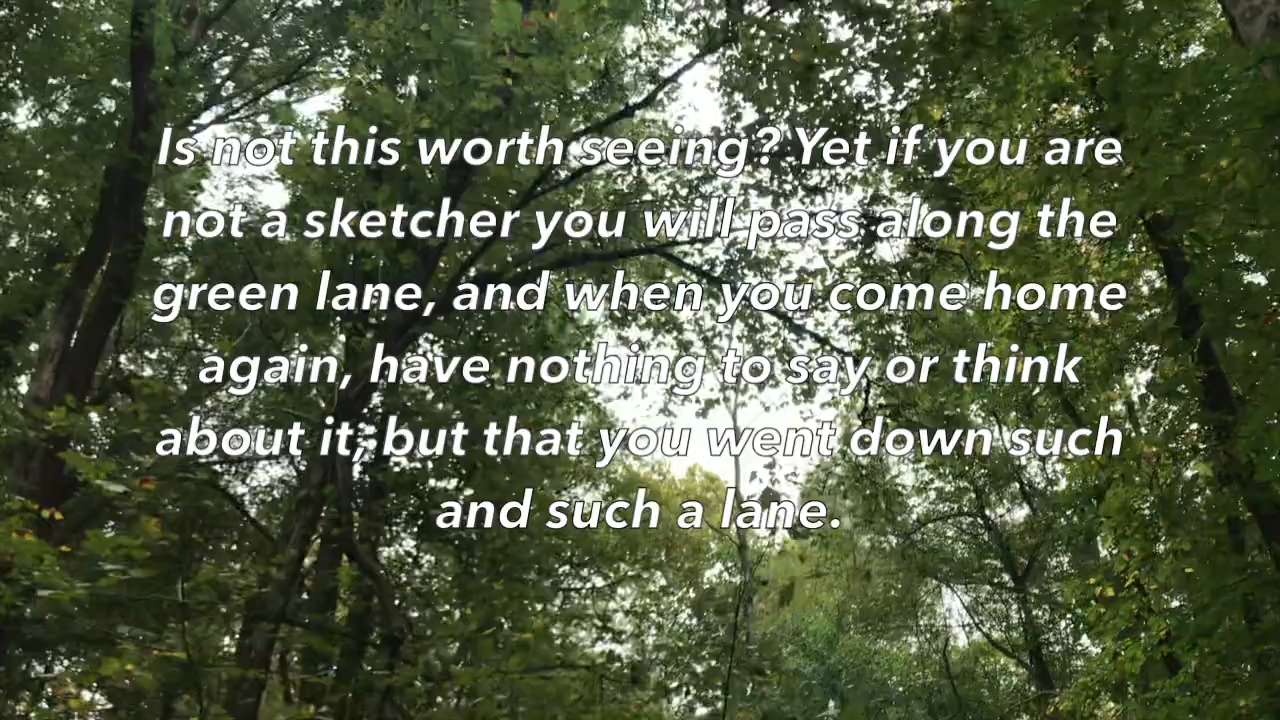 Is not this worth seeing? Yet if you are
not a sketcher you will pass along the
green lane, and when you come home
again, have nothing to say or think
about it, but that you went down such
and such a lane.